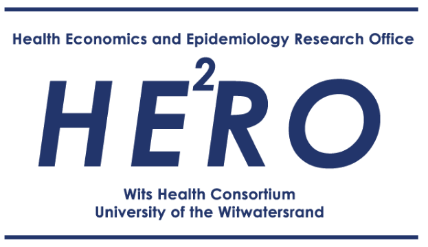 Health Economics and Epidemiology Research Office
HE²RO
Wits Health Consortium
University of the Witwatersrand